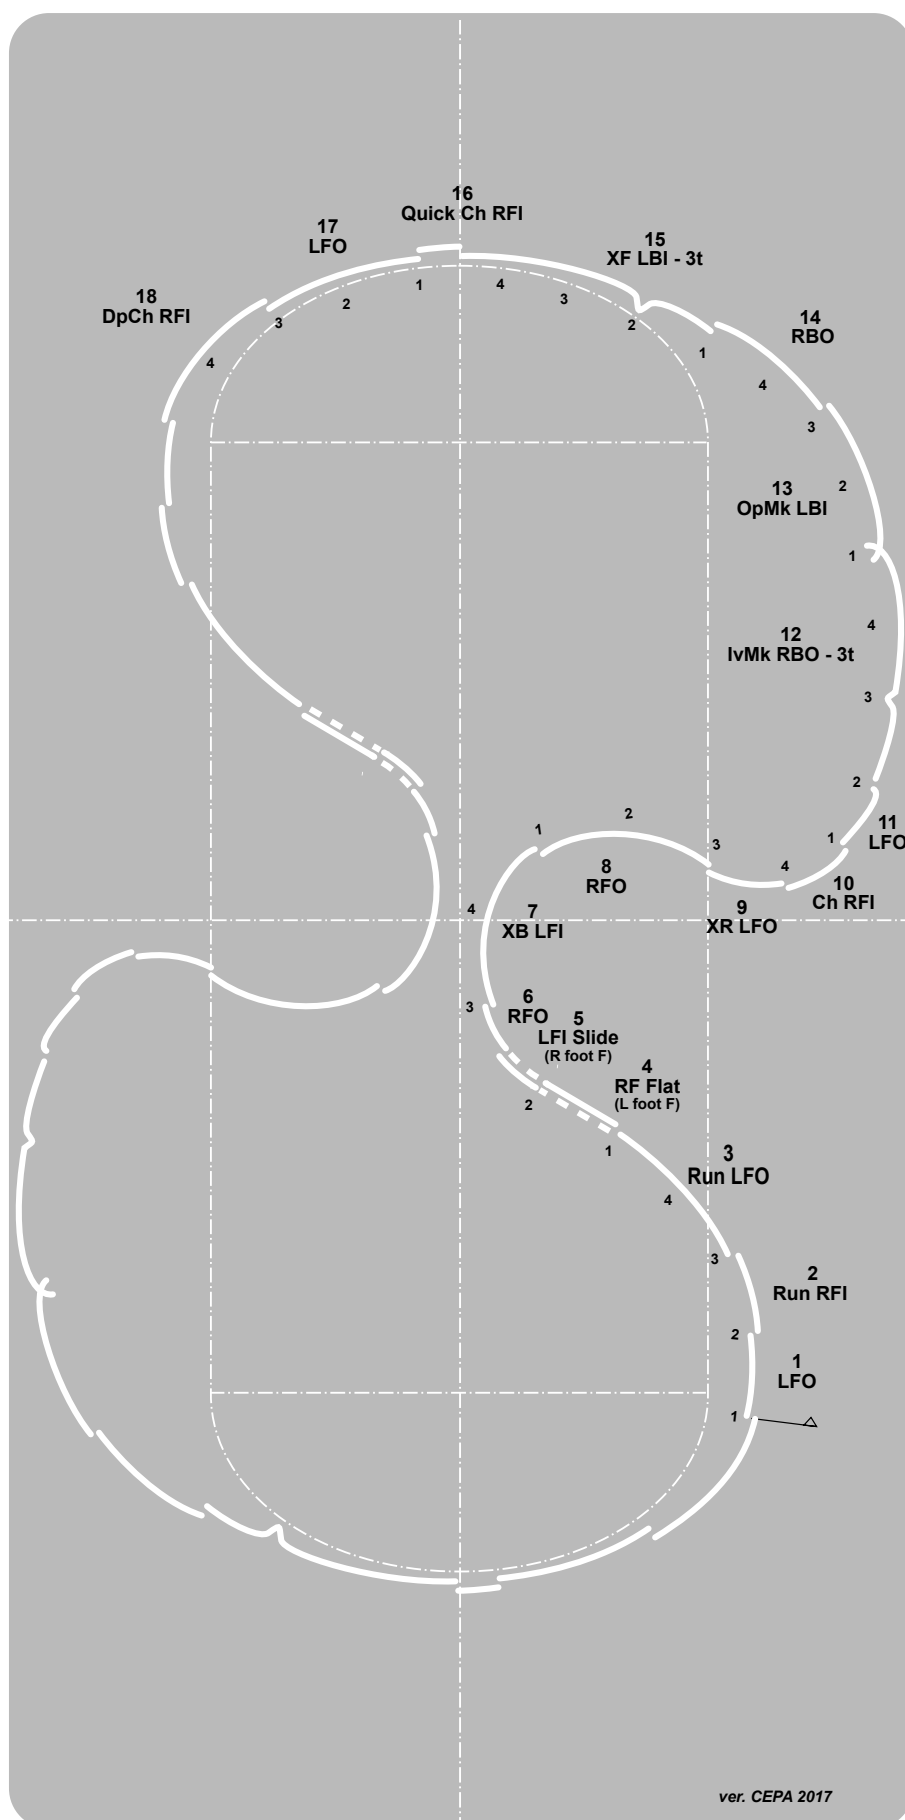 16
Quick Ch RFI
17
LFO
15
XF LBI - 3t
18
DpCh RFI
1
4
3
2
3
2
1
4
14
RBO
4
3
13
OpMk LBI
2
1
12
IvMk RBO - 3t
4
3
2
11
LFO
1
10
Ch RFI
4
3
2
1
8
RFO
9
XR LFO
7
XB LFI
4
3
6
RFO
5
LFI Slide
(R foot F)
4
RF Flat
(L foot F)
2
1
3
Run LFO
4
3
2
Run RFI
2
1
LFO
1
ver. CEPA 2017